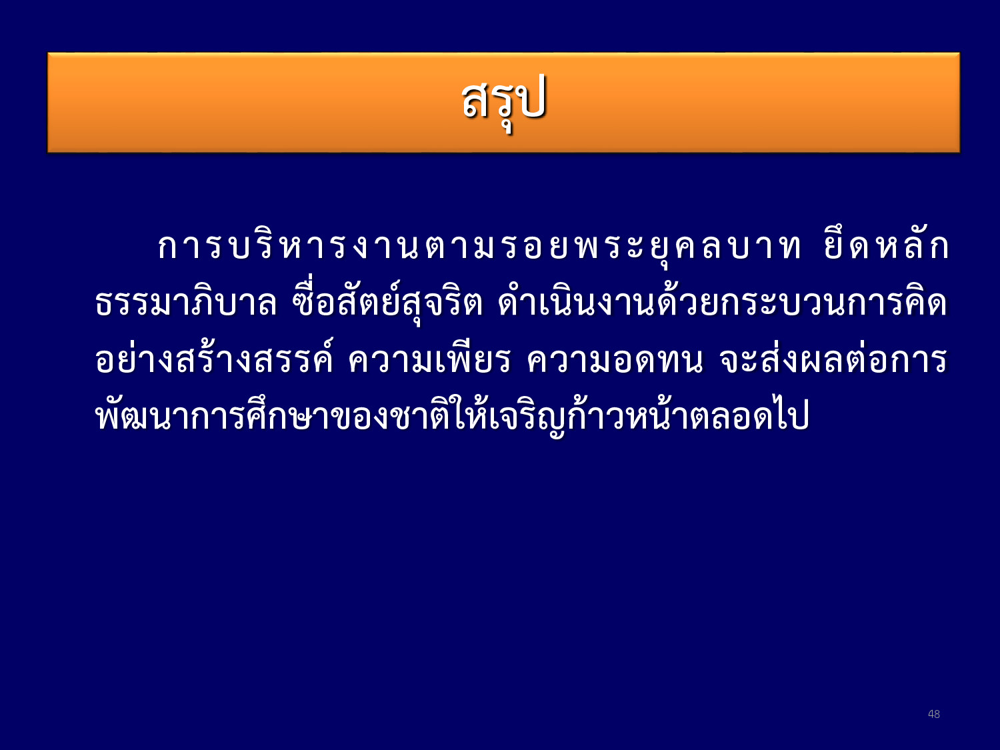 สรุป
การบริหารงานตามรอยพระยุคลบาท ยึดหลัก
ธรรมาภิบาล ซื่อสัตย์สุจริต ดำเนินงานด้วยกระบวนการคิด
อย่างสร้างสรรค์ ความเพียร ความอดทน จะส่งผลต่อการ
พัฒนาการศึกษาของชาติให้เจริญก้าวหน้าตลอดไป
48